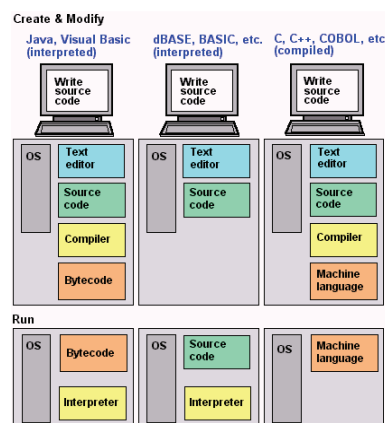 Create & Modify
Java, Visual Basic
(interpreted)
dBASE, BASIC, etc.
(interpreted)
C, C++, COBOL, etc
(compiled)
Write
source
code
Write
source
code
Write
source
code
OS
Text
editor
Source
code
Compiler
Bytecode
OS
Text
editor
Source
code
OS
Text
editor
Source
code
Compiler
Machine
language
Run
OS
Bytecode
Interpreter
OS
Source
code
Interpreter
OS
Machine
language